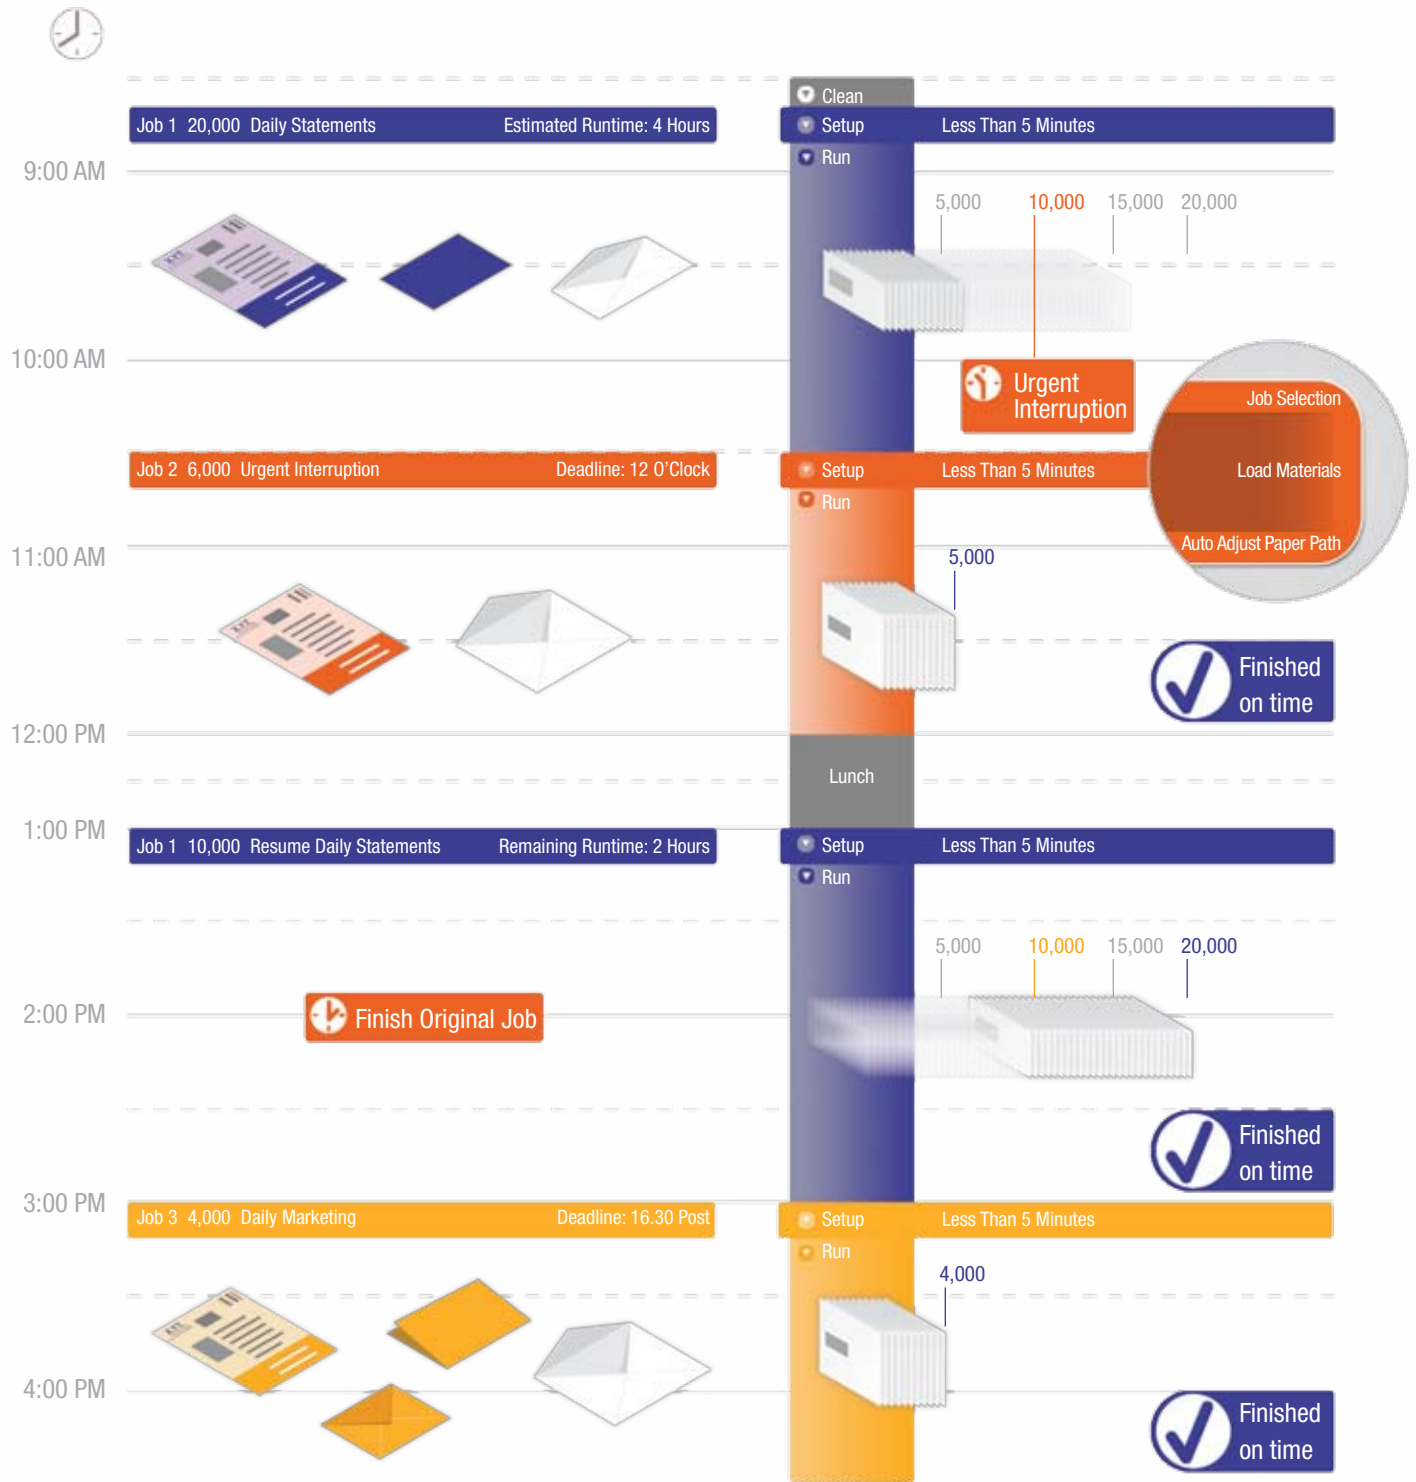 Clean
Job 1 20,000 Daily Statements Estimated Runtime: 4 Hours
Setup Less Than 5 Minutes
Run
9:00 AM
5,000 10,000 15,000 20,000
10:00 AM
Urgent
Interruption
Job Selection
Load Materials
Auto Adjust Paper Path
Job 2 6,000 Urgent Interruption Deadline: 12 O'Clock
Setup Less Than 5 Minutes
Run
11:00 AM
5,000
Finished
on time
12:00 PM
Lunch
1:00 PM
Job 1 10,000 Resume Daily Statements Remaining Runtime: 2 Hours
Setup Less Than 5 Minutes
Run
5,000 10,000 15,000 20,000
2:00 PM
Finish Original Job
Finished
on time
3:00 PM
Job 3 4,000 Daily Marketing Deadline: 16.30 Post
Setup Less Than 5 Minutes
Run
4,000
4:00 PM
Finished
on time